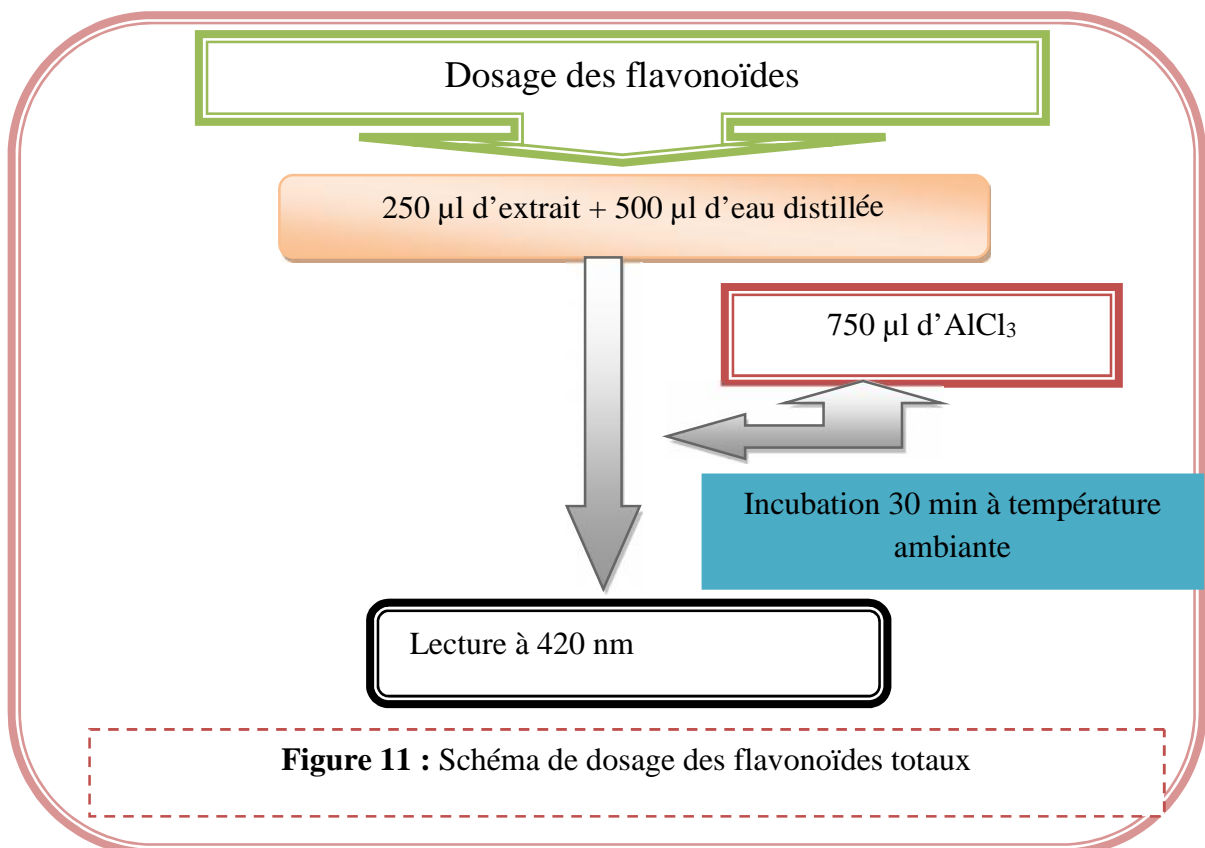 Dosage des flavonoïdes
250 µl d’extrait + 500 µl d’eau distillée
750 µl d’AlCl₃
Incubation 30 min à température
ambiante
Lecture à 420 nm
Figure 11 : Schéma de dosage des flavonoïdes totaux